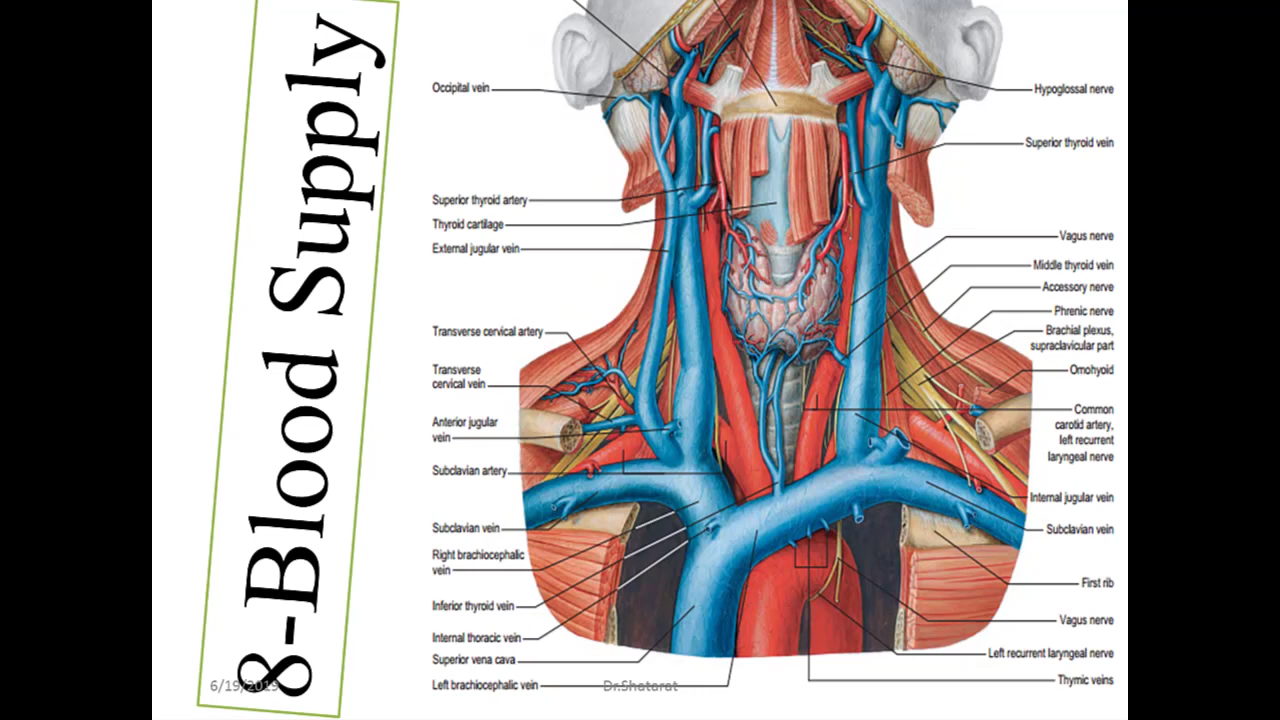 8-Blood Supply
Occipital vein
Superior thyroid artery
Thyroid cartilage
External jugular vein
Transverse cervical artery
Transverse
cervical vein
Anterior jugular
vein
Subclavian artery
Subclavian vein
Right brachiocephalic
vein
Inferior thyroid vein
Internal thoracic vein
Superior vena cava
Left brachiocephalic vein
Hypoglossal nerve
Superior thyroid vein
Vagus nerve
Middle thyroid vein
Accessory nerve
Phrenic nerve
Brachial plexus,
supraclavicular part
Omohyoid
Common
carotid artery,
left recurrent
laryngeal nerve
Internal jugular vein
Subclavian vein
First rib
Vagus nerve
Left recurrent laryngeal nerve
Thymic veins
6/19/2019
Dr.Shatarat